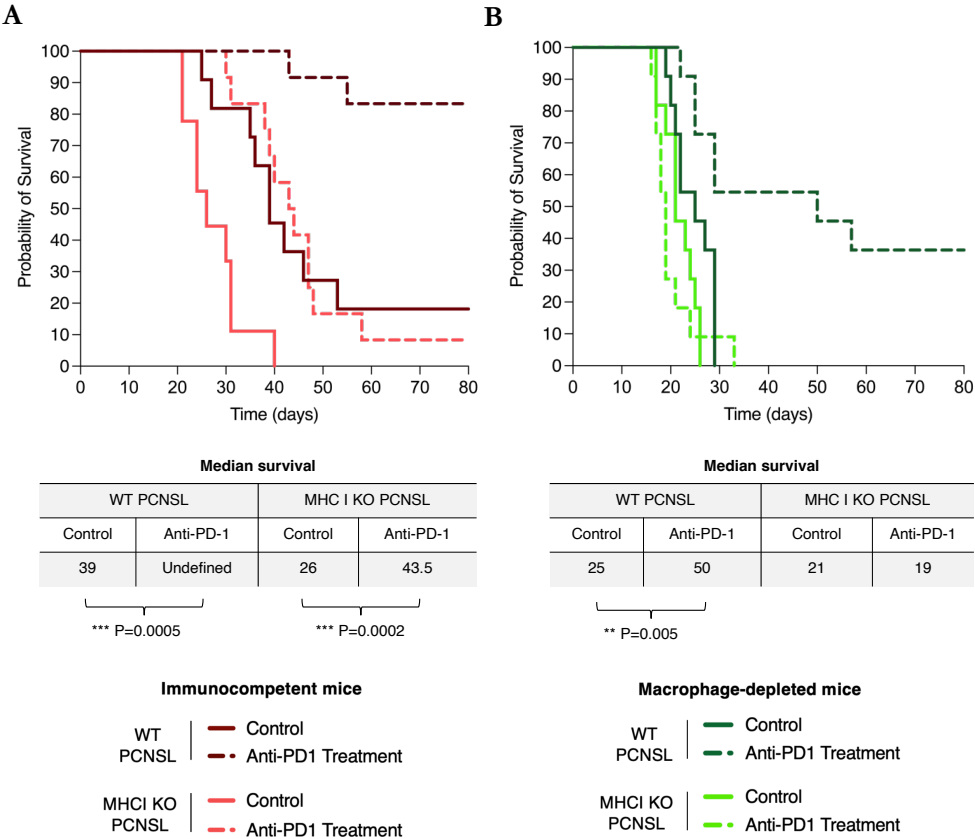 A
100
90
80
70
60
50
40
30
20
10
0
Probability of Survival
0 10 20 30 40 50 60 70 80
Time (days)
Median survival
WT PCNSL MHC I KO PCNSL
Control Anti-PD-1 Control Anti-PD-1
39 Undefined 26 43.5
*** P=0.0005 *** P=0.0002
Immunocompetent mice
WT
PCNSL
Control
Anti-PD1 Treatment
MHCI KO
PCNSL
Control
Anti-PD1 Treatment
B
100
90
80
70
60
50
40
30
20
10
0
Probability of Survival
0 10 20 30 40 50 60 70 80
Time (days)
Median survival
WT PCNSL MHC I KO PCNSL
Control Anti-PD-1 Control Anti-PD-1
25 50 21 19
** P=0.005
Macrophage-depleted mice
WT
PCNSL
Control
Anti-PD1 Treatment
MHCI KO
PCNSL
Control
Anti-PD1 Treatment